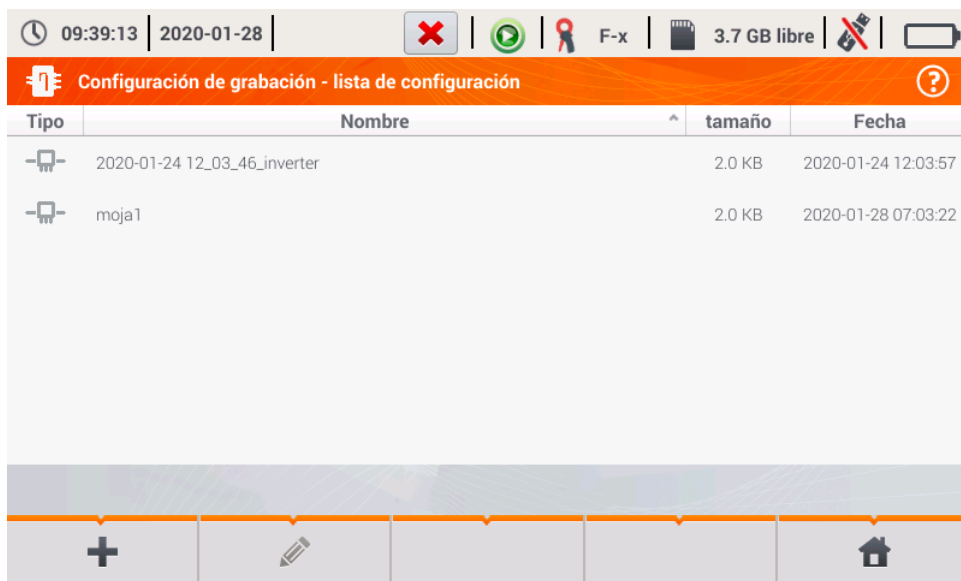 09:39:13 2020-01-28 F-x 3.7 GB libre
Configuración de grabación - lista de configuración ?
Tipo Nombre tamaño Fecha
2020-01-24 12_03_46_inverter 2.0 KB 2020-01-24 12:03:57
moja1 2.0 KB 2020-01-28 07:03:22